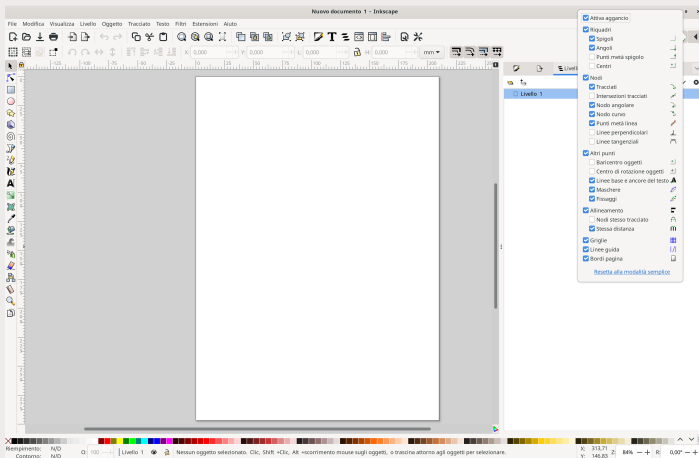 Nuovo documento 1 - Inkscape
File Modifica Visualizza Livello Oggetto Tracciato Testo Filtri Estensioni Aiuto
X: 0,000 Y: 0,000 L: 0,000 H: 0,000 mm
Livelli
Livello 1
Attiva aggancio
Riquadri
Spigoli
Angoli
Punti metà spigolo
Centri
Nodi
Tracciati
Intersezioni tracciati
Nodo angolare
Nodo curvo
Punti metà linea
Linee perpendicolari
Linee tangenziali
Altri punti
Baricentro oggetti
Centro di rotazione oggetti
Linee base e ancore del testo
Maschere
Fissaggi
Allineamento
Nodi stesso tracciato
Stessa distanza
Griglie
Linee guida
Bordi pagina
Resetta alla modalità semplice
Riempimento: N/D
Contorno: N/D
O: 100
Livello 1
Nessun oggetto selezionato. Clic, Shift +Clic, Alt +scorrimento mouse sugli oggetti, o trascina attorno agli oggetti per selezionare.
X: 313,71
Y: 146,83
Z: 84%
R: 0,00°